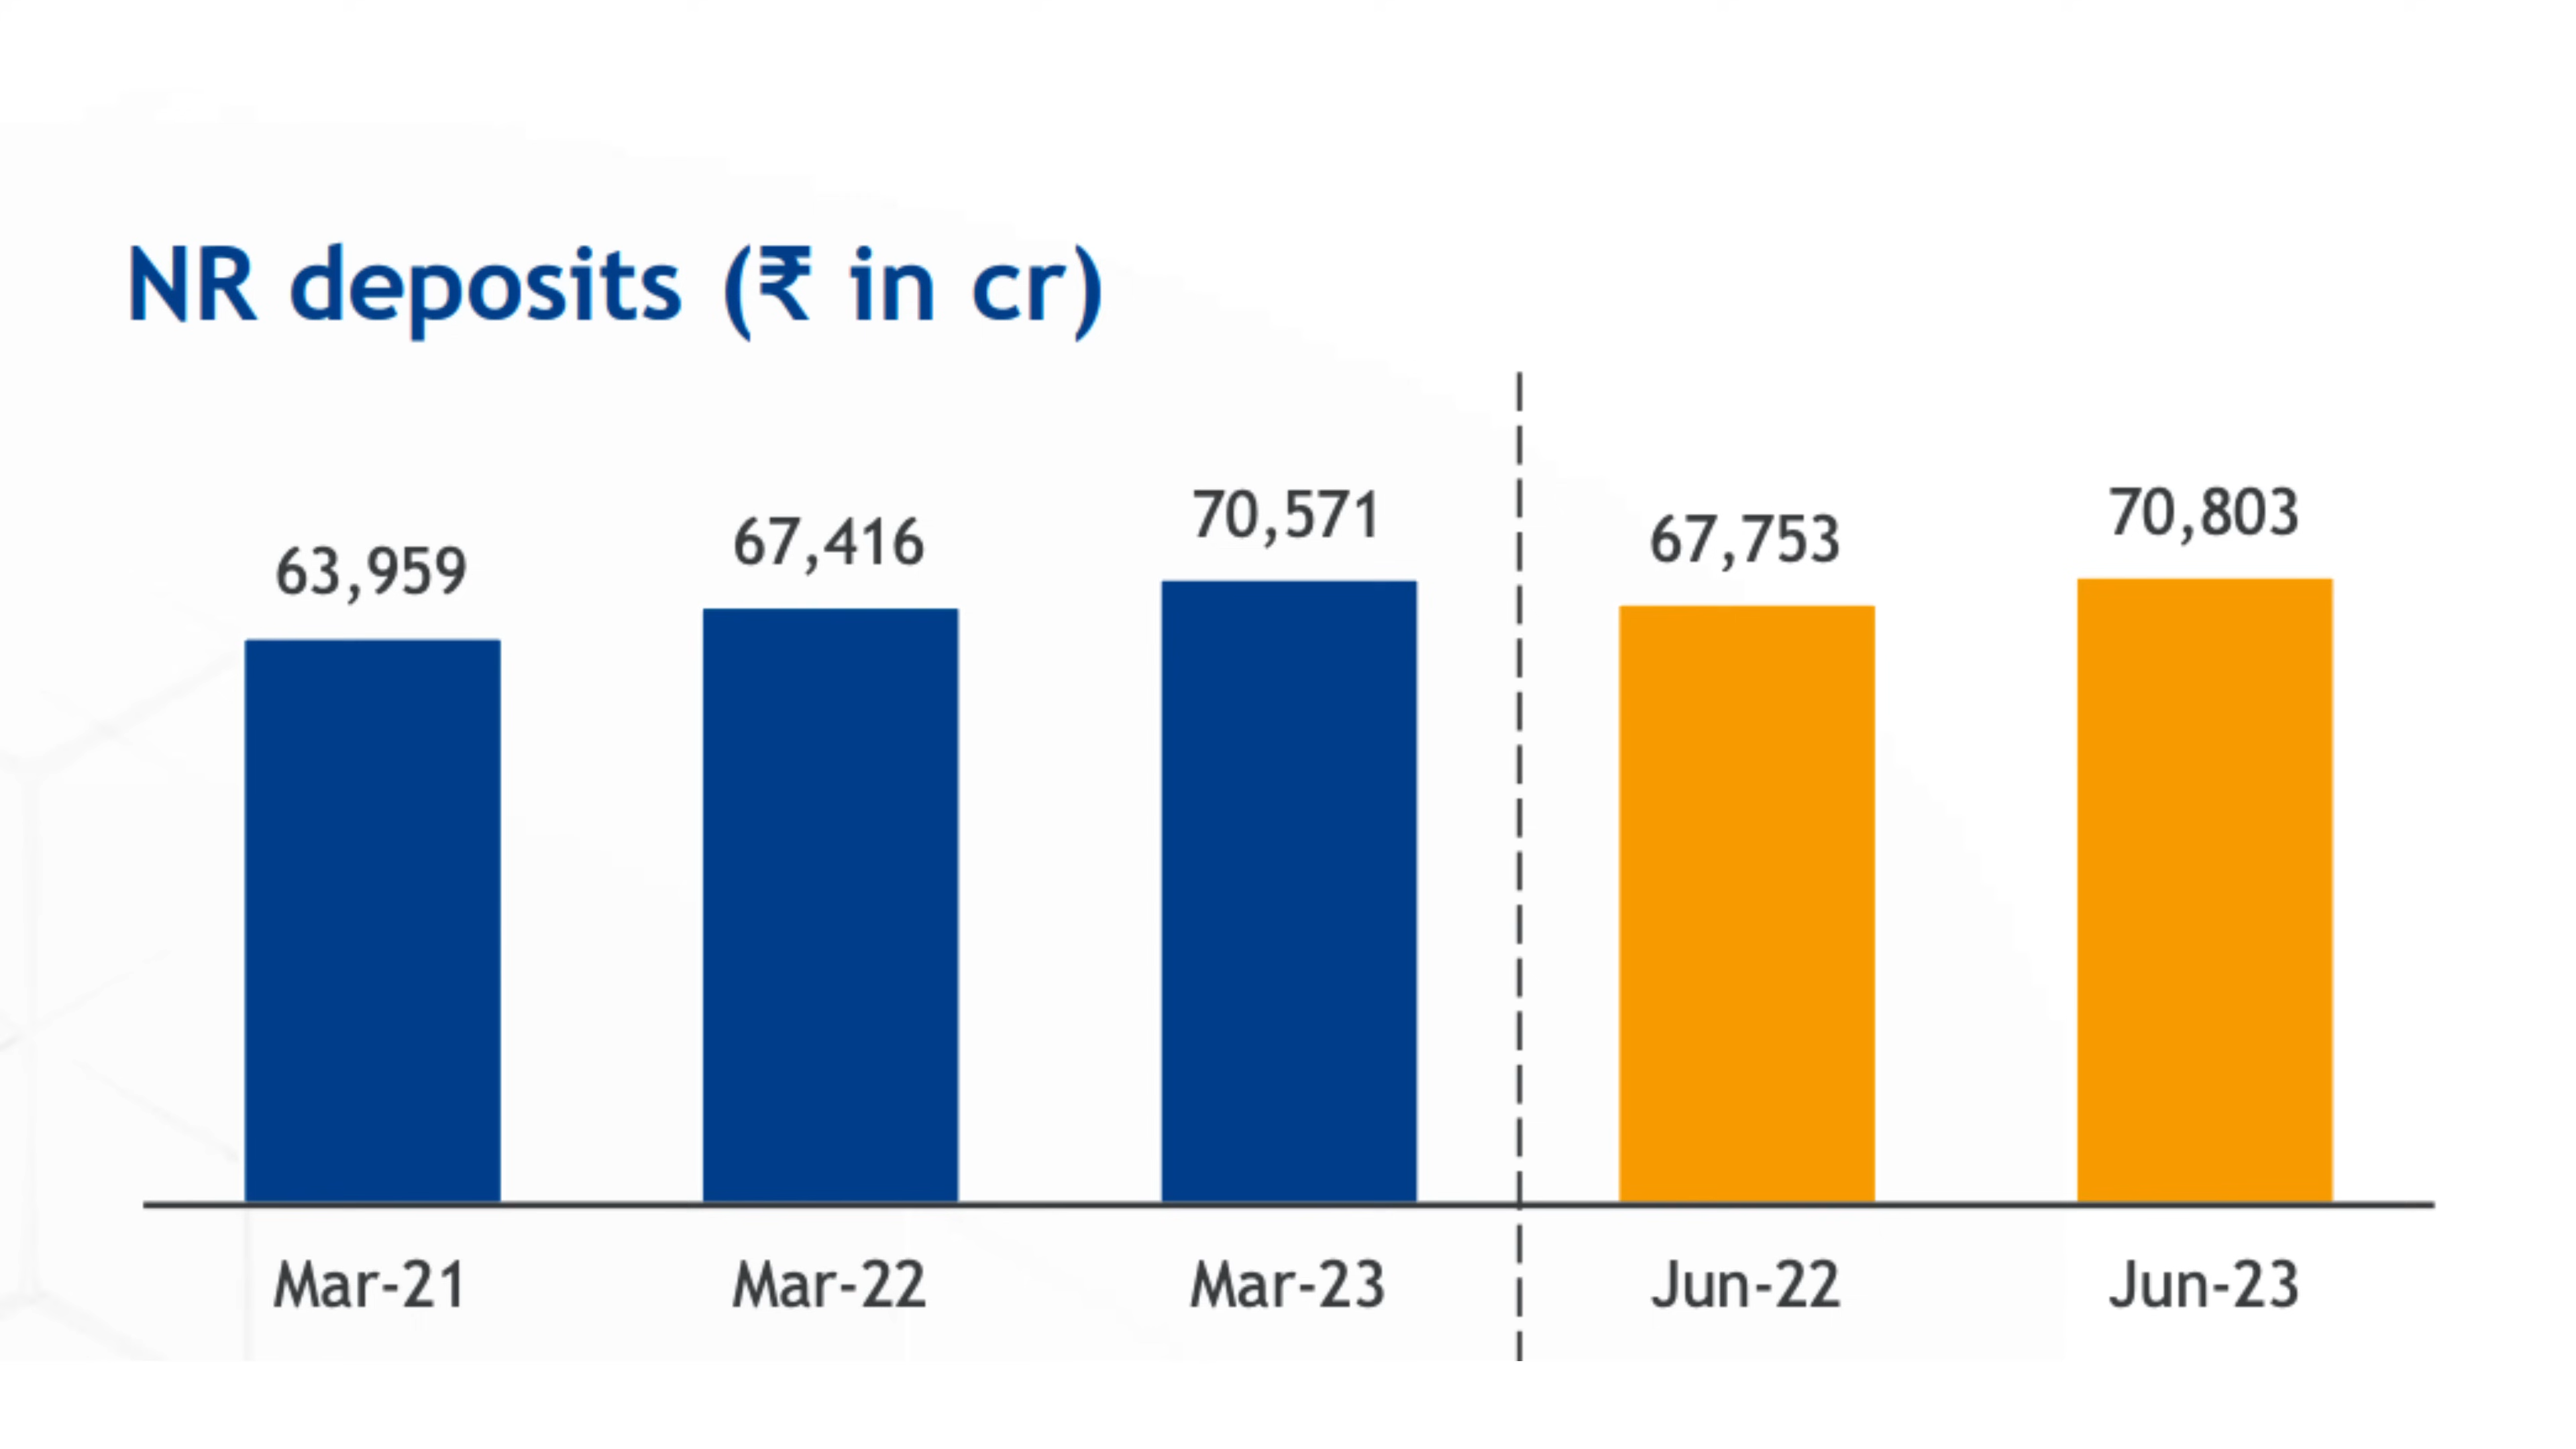 NR deposits (₹ in cr)
63,959
67,416
70,571
67,753
70,803
Mar-21
Mar-22
Mar-23
Jun-22
Jun-23